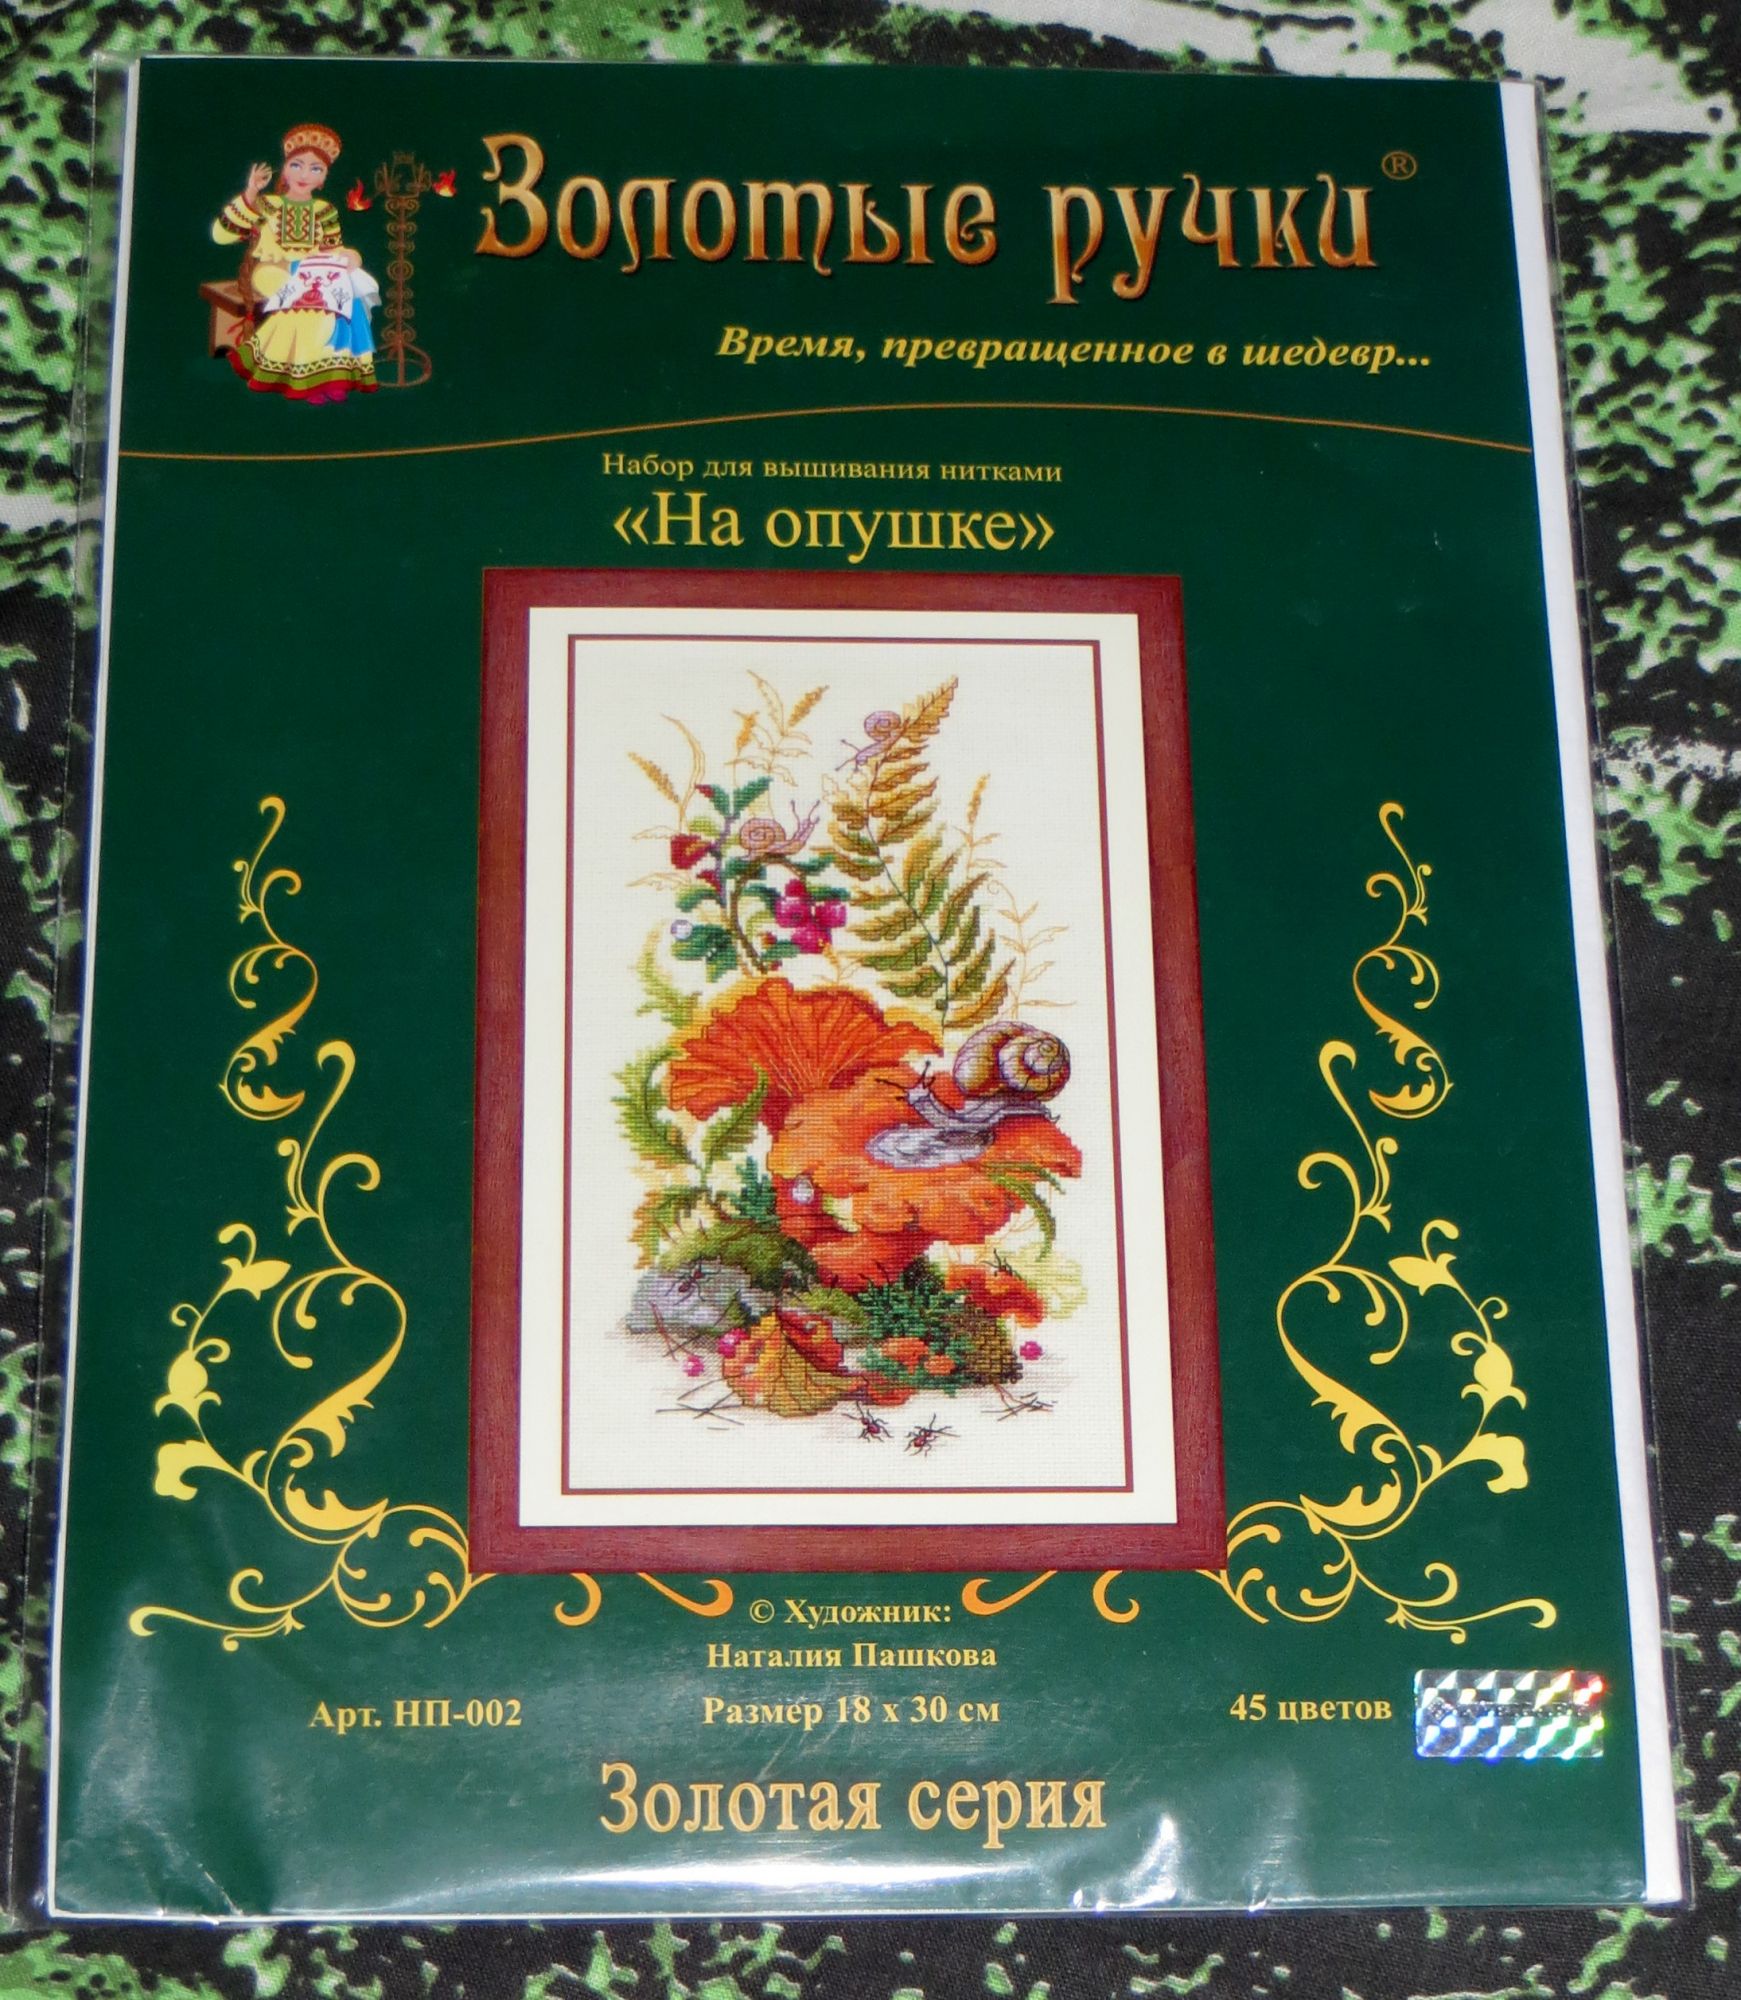 Золотые ручки®
Время, превращенное в шедевр...
Набор для вышивания нитками
«На опушке»
© Художник:
Наталия Пашкова
Арт. НП-002
Размер 18 х 30 см
45 цветов
Золотая серия